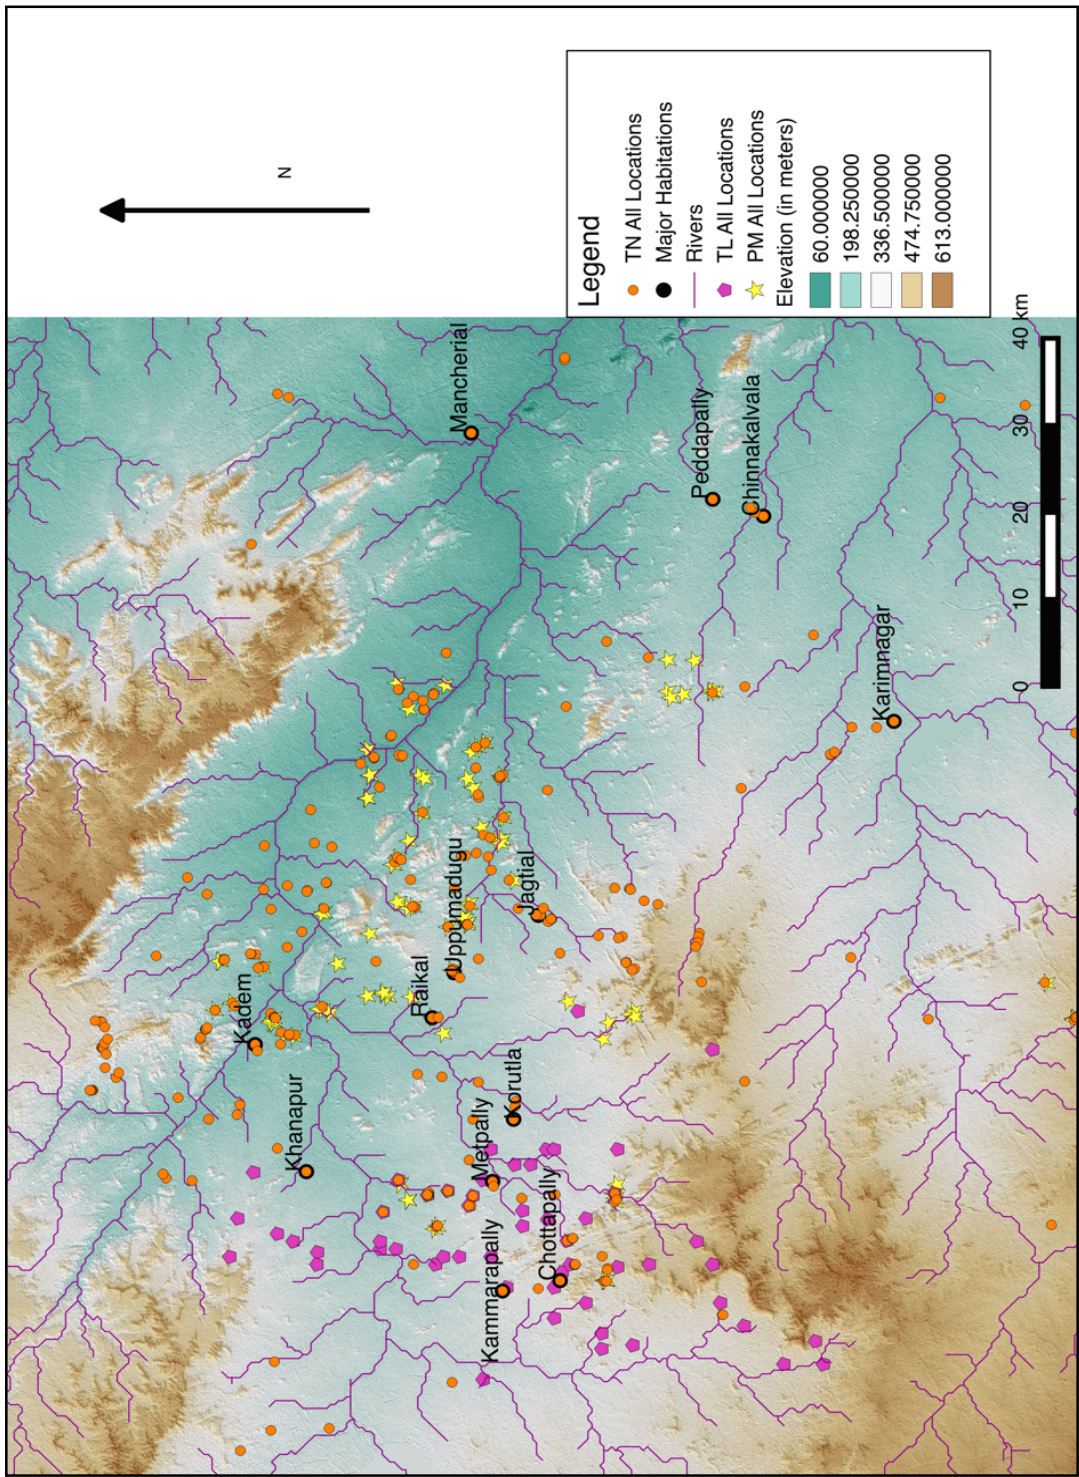 N
Legend
TN All Locations
Major Habitations
Rivers
TL All Locations
PM All Locations
Elevation (in meters)
60.000000
198.250000
336.500000
474.750000
613.000000
Mancherial
Peddapally
Chinnakalvala
Karimnagar
Uppumadugu
Jagtial
Raikal
Kadem
Khanapur
Korutla
Metpally
Chottapally
Kammarapally
0
10
20
30
40 km